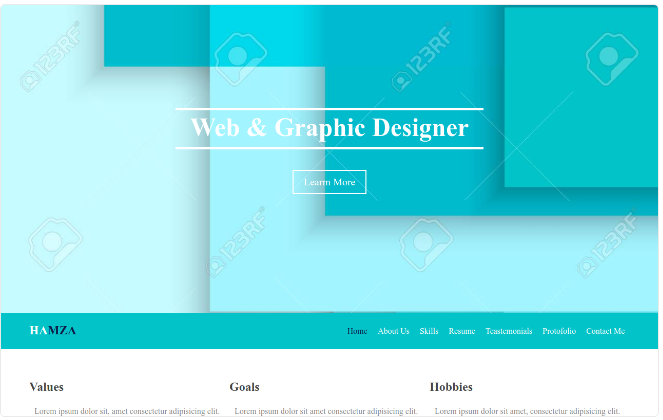 123RF
123RF
Web & Graphic Designer
Learn More
123RF
123RF
HAMZA
Home About Us Skills Resume Teastemonials Protofolio Contact Me
Values Goals Hobbies
Lorem ipsum dolor sit, amet consectetur adipisicing elit. Lorem ipsum dolor sit amet consectetur adipisicing elit. Lorem ipsum dolor sit amet consectetur adipisicing elit.